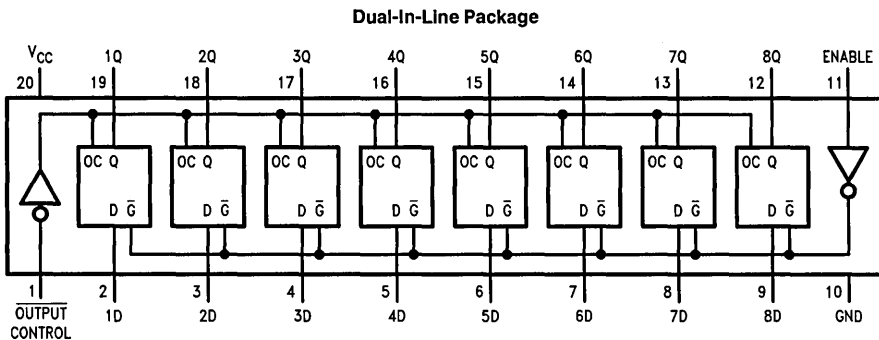 Dual-In-Line Package
VCC 1Q 2Q 3Q 4Q 5Q 6Q 7Q 8Q ENABLE
20 19 18 17 16 15 14 13 12 11
OC Q OC Q OC Q OC Q OC Q OC Q OC Q OC Q
D G̅ D G̅ D G̅ D G̅ D G̅ D G̅ D G̅ D G̅
1 2 3 4 5 6 7 8 9 10
O̅U̅T̅P̅U̅T̅ 1D 2D 3D 4D 5D 6D 7D 8D GND
CONTROL